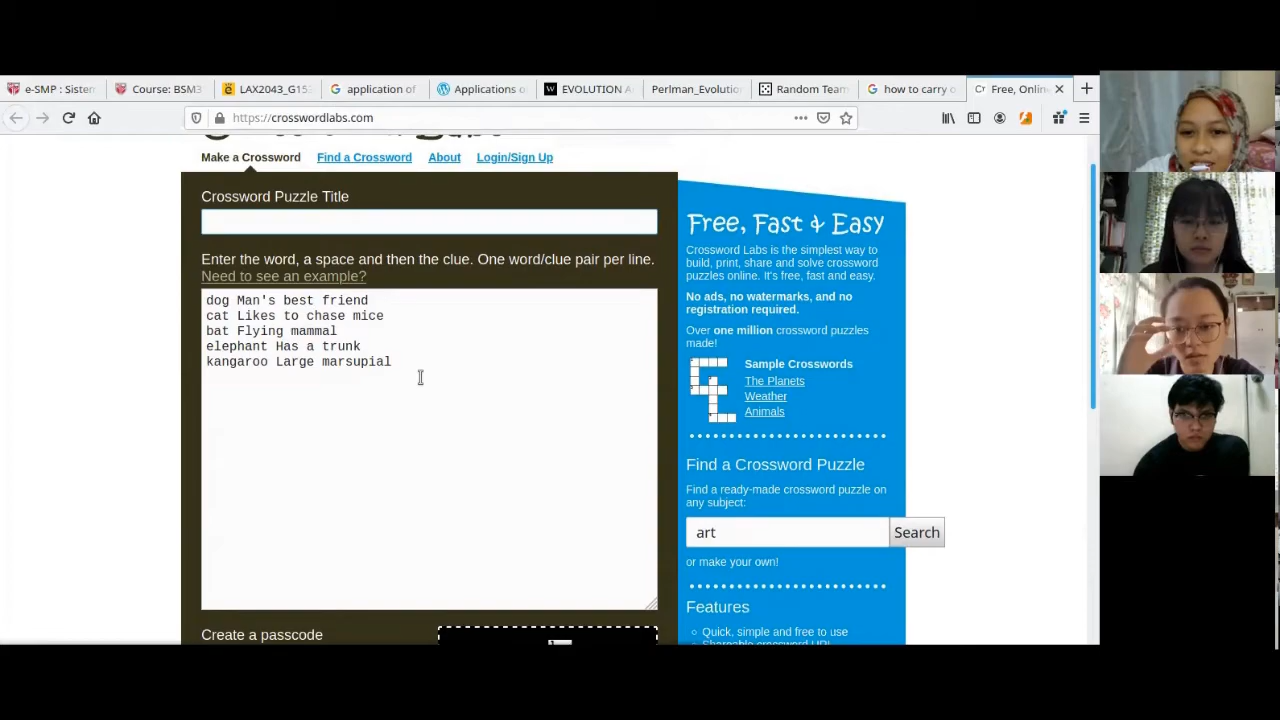 e-SMP : Sisten
Course: BSM3
LAX2043_G153
application of
Applications o
EVOLUTION A
Perlman_Evolutio
Random Team
how to carry o
Free, Onlin
https://crosswordlabs.com
Make a Crossword
Find a Crossword
About
Login/Sign Up
Crossword Puzzle Title
Enter the word, a space and then the clue. One word/clue pair per line.
Need to see an example?
dog Man's best friend
cat Likes to chase mice
bat Flying mammal
elephant Has a trunk
kangaroo Large marsupial
Create a passcode
Free, Fast & Easy
Crossword Labs is the simplest way to
build, print, share and solve crossword
puzzles online. It's free, fast and easy.
No ads, no watermarks, and no
registration required.
Over one million crossword puzzles
made!
Sample Crosswords
The Planets
Weather
Animals
Find a Crossword Puzzle
Find a ready-made crossword puzzle on
any subject:
art
Search
or make your own!
Features
Quick, simple and free to use